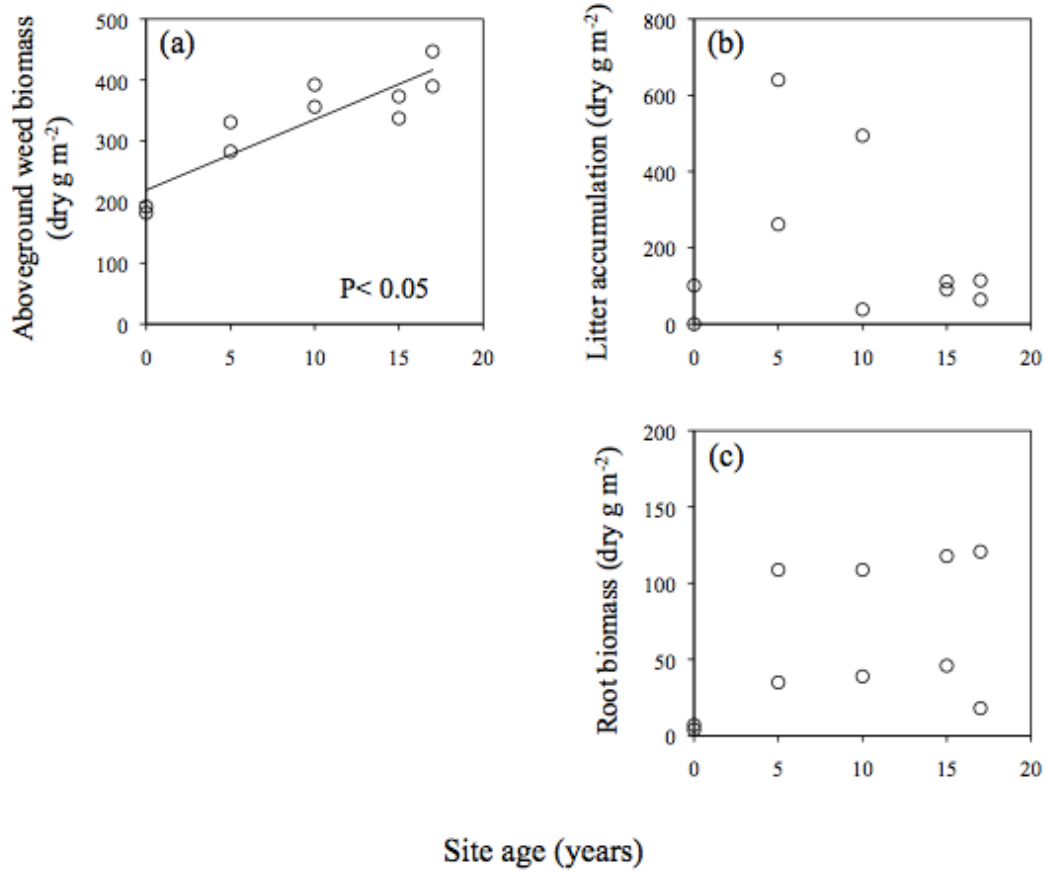 (a)
Aboveground weed biomass
(dry g m-2)
500
400
300
200
100
0
P< 0.05
0 5 10 15 20
(b)
Litter accumulation (dry g m-2)
800
600
400
200
0
0 5 10 15 20
(c)
Root biomass (dry g m-2)
200
150
100
50
0
0 5 10 15 20
Site age (years)